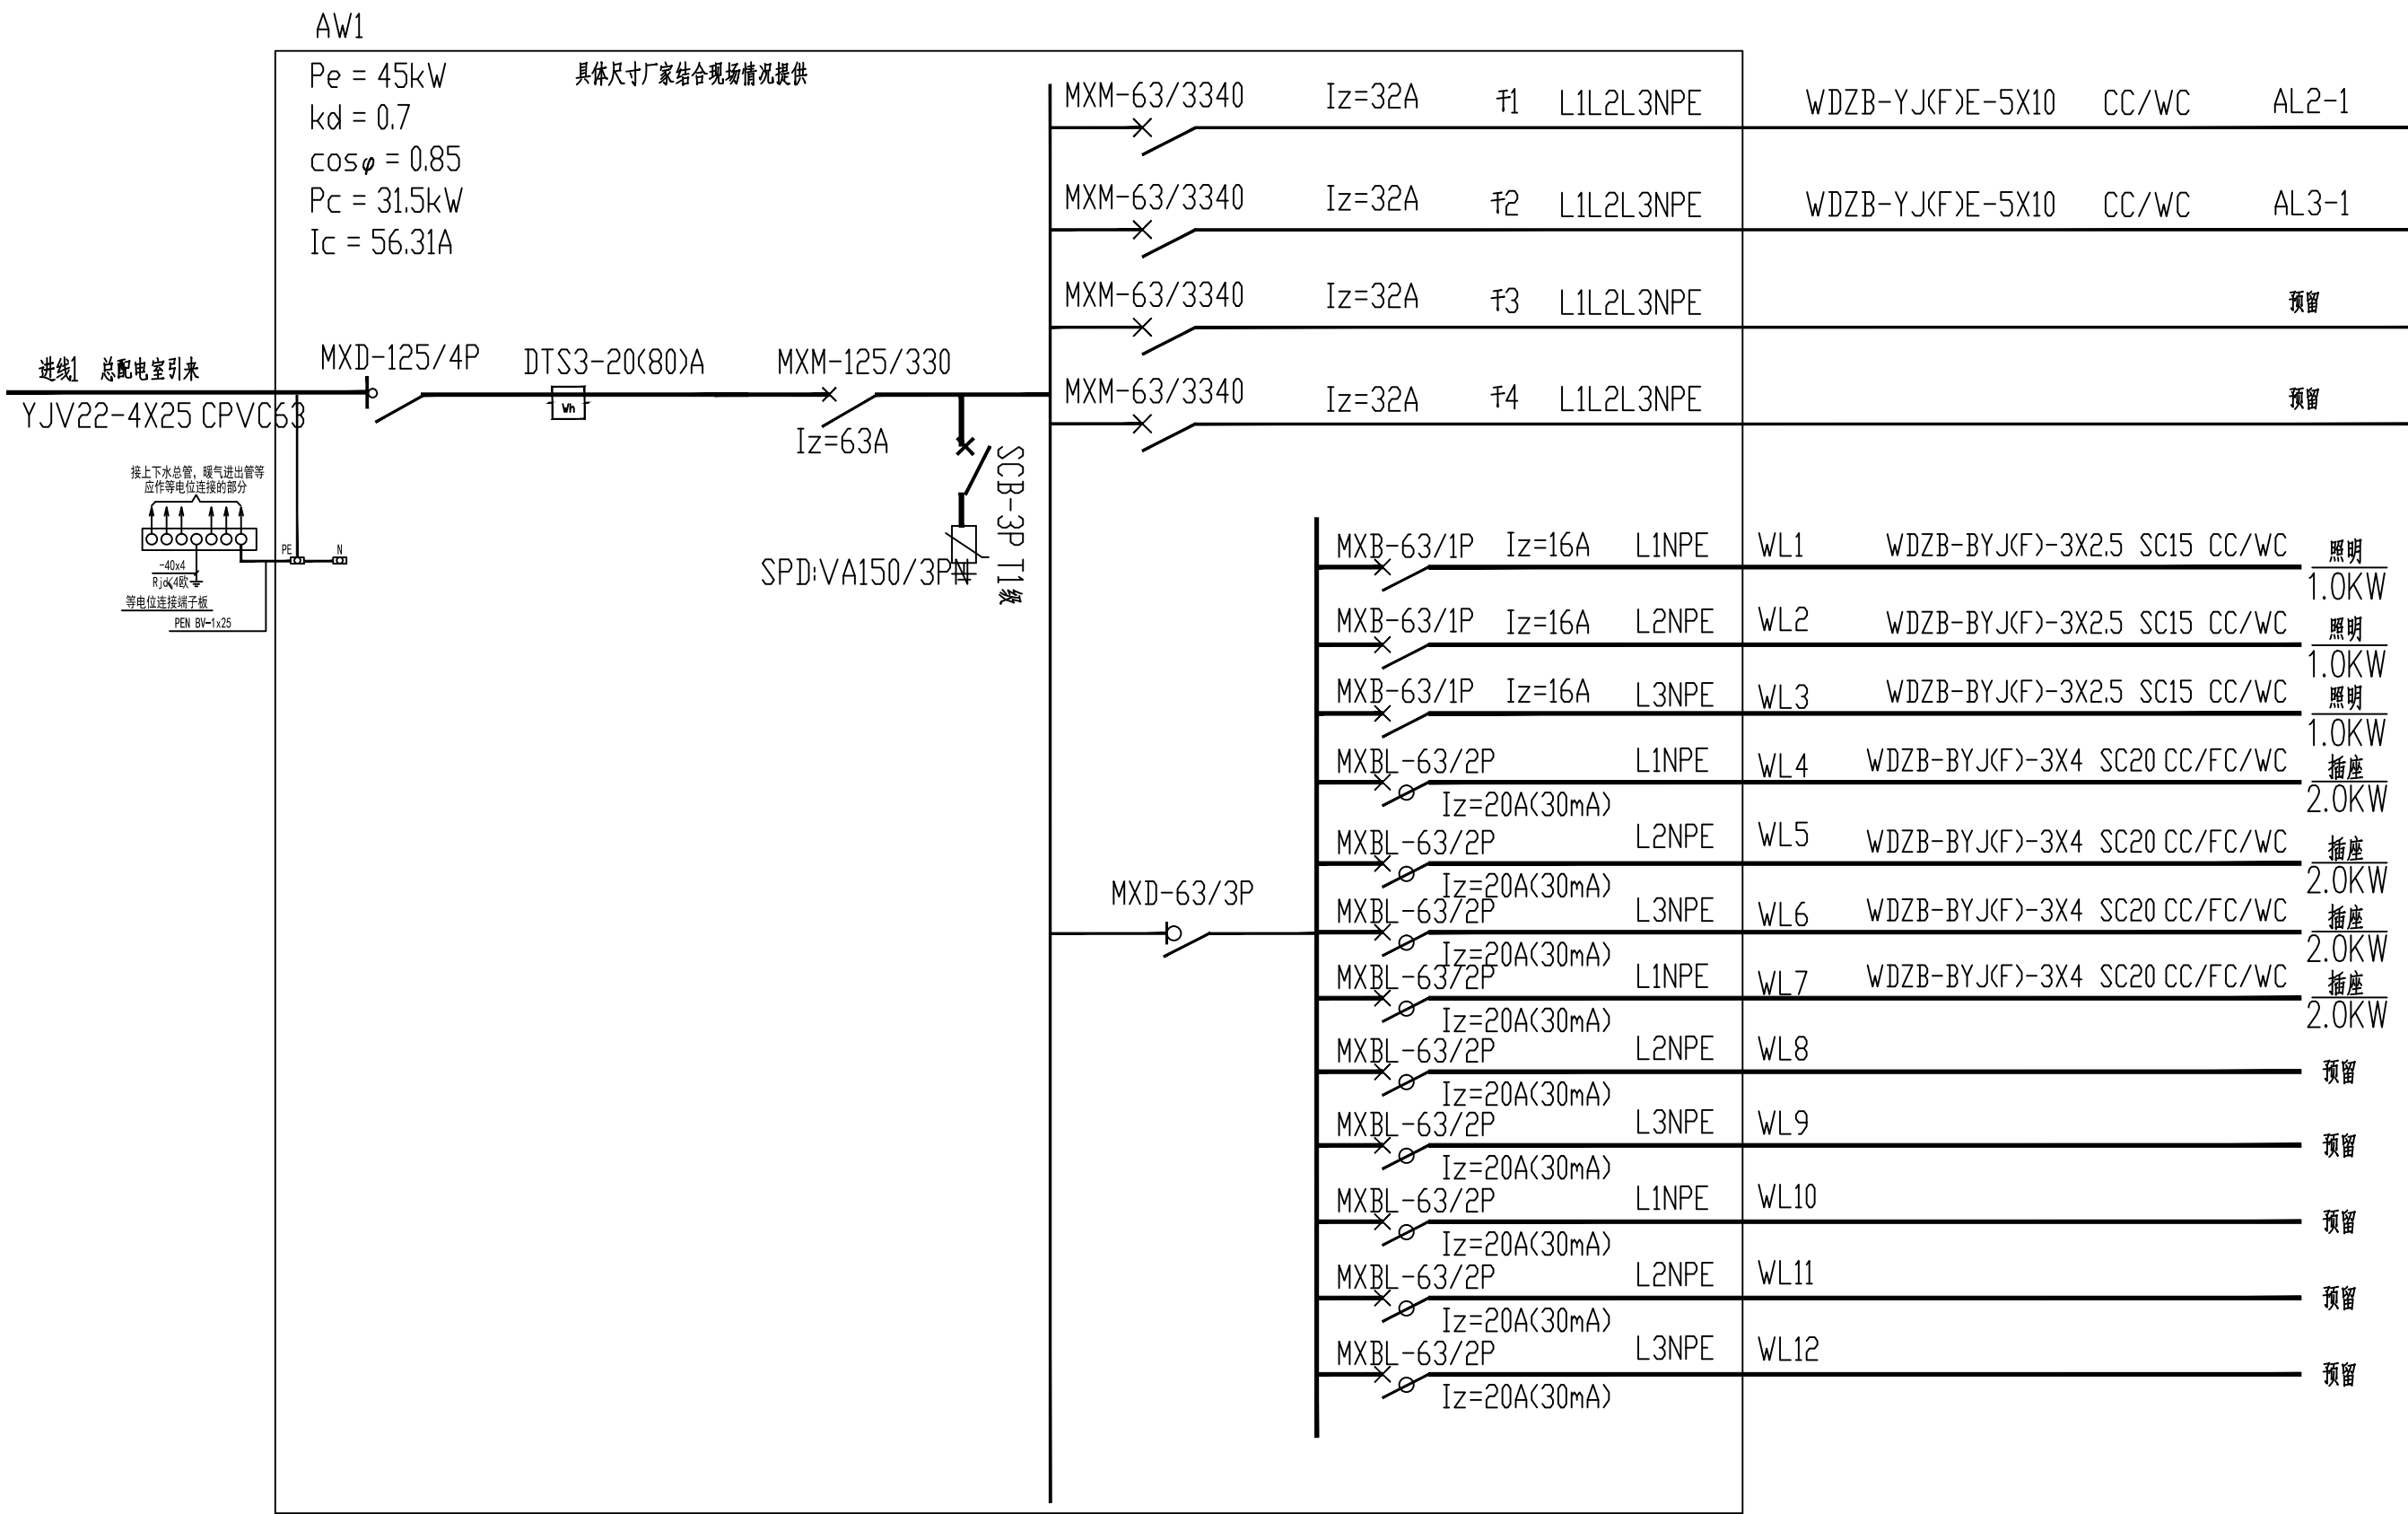 AW1
Pe = 45kW
kd = 0.7
cosφ = 0.85
Pc = 31.5kW
Ic = 56.31A
具体尺寸厂家结合现场情况提供
进线1 总配电室引来
YJV22-4X25 CPVC63
MXD-125/4P
DTS3-20(80)A
Wh
MXM-125/330
Iz=63A
SCB-3P T1级
SPD:VA150/3PN
接上下水总管，暖气进出管等
应作等电位连接的部分
PE
N
-40x4
Rjd≤4欧
等电位连接端子板
PEN BV-1x25
MXM-63/3340 Iz=32A 干1 L1L2L3NPE WDZB-YJ(F)E-5X10 CC/WC AL2-1
MXM-63/3340 Iz=32A 干2 L1L2L3NPE WDZB-YJ(F)E-5X10 CC/WC AL3-1
MXM-63/3340 Iz=32A 干3 L1L2L3NPE 预留
MXM-63/3340 Iz=32A 干4 L1L2L3NPE 预留
MXD-63/3P
MXB-63/1P Iz=16A L1NPE WL1 WDZB-BYJ(F)-3X2.5 SC15 CC/WC 照明
1.0KW
MXB-63/1P Iz=16A L2NPE WL2 WDZB-BYJ(F)-3X2.5 SC15 CC/WC 照明
1.0KW
MXB-63/1P Iz=16A L3NPE WL3 WDZB-BYJ(F)-3X2.5 SC15 CC/WC 照明
1.0KW
MXBL-63/2P L1NPE WL4 WDZB-BYJ(F)-3X4 SC20 CC/FC/WC 插座
Iz=20A(30mA) 2.0KW
MXBL-63/2P L2NPE WL5 WDZB-BYJ(F)-3X4 SC20 CC/FC/WC 插座
Iz=20A(30mA) 2.0KW
MXBL-63/2P L3NPE WL6 WDZB-BYJ(F)-3X4 SC20 CC/FC/WC 插座
Iz=20A(30mA) 2.0KW
MXBL-63/2P L1NPE WL7 WDZB-BYJ(F)-3X4 SC20 CC/FC/WC 插座
Iz=20A(30mA) 2.0KW
MXBL-63/2P L2NPE WL8 预留
Iz=20A(30mA)
MXBL-63/2P L3NPE WL9 预留
Iz=20A(30mA)
MXBL-63/2P L1NPE WL10 预留
Iz=20A(30mA)
MXBL-63/2P L2NPE WL11 预留
Iz=20A(30mA)
MXBL-63/2P L3NPE WL12 预留
Iz=20A(30mA)